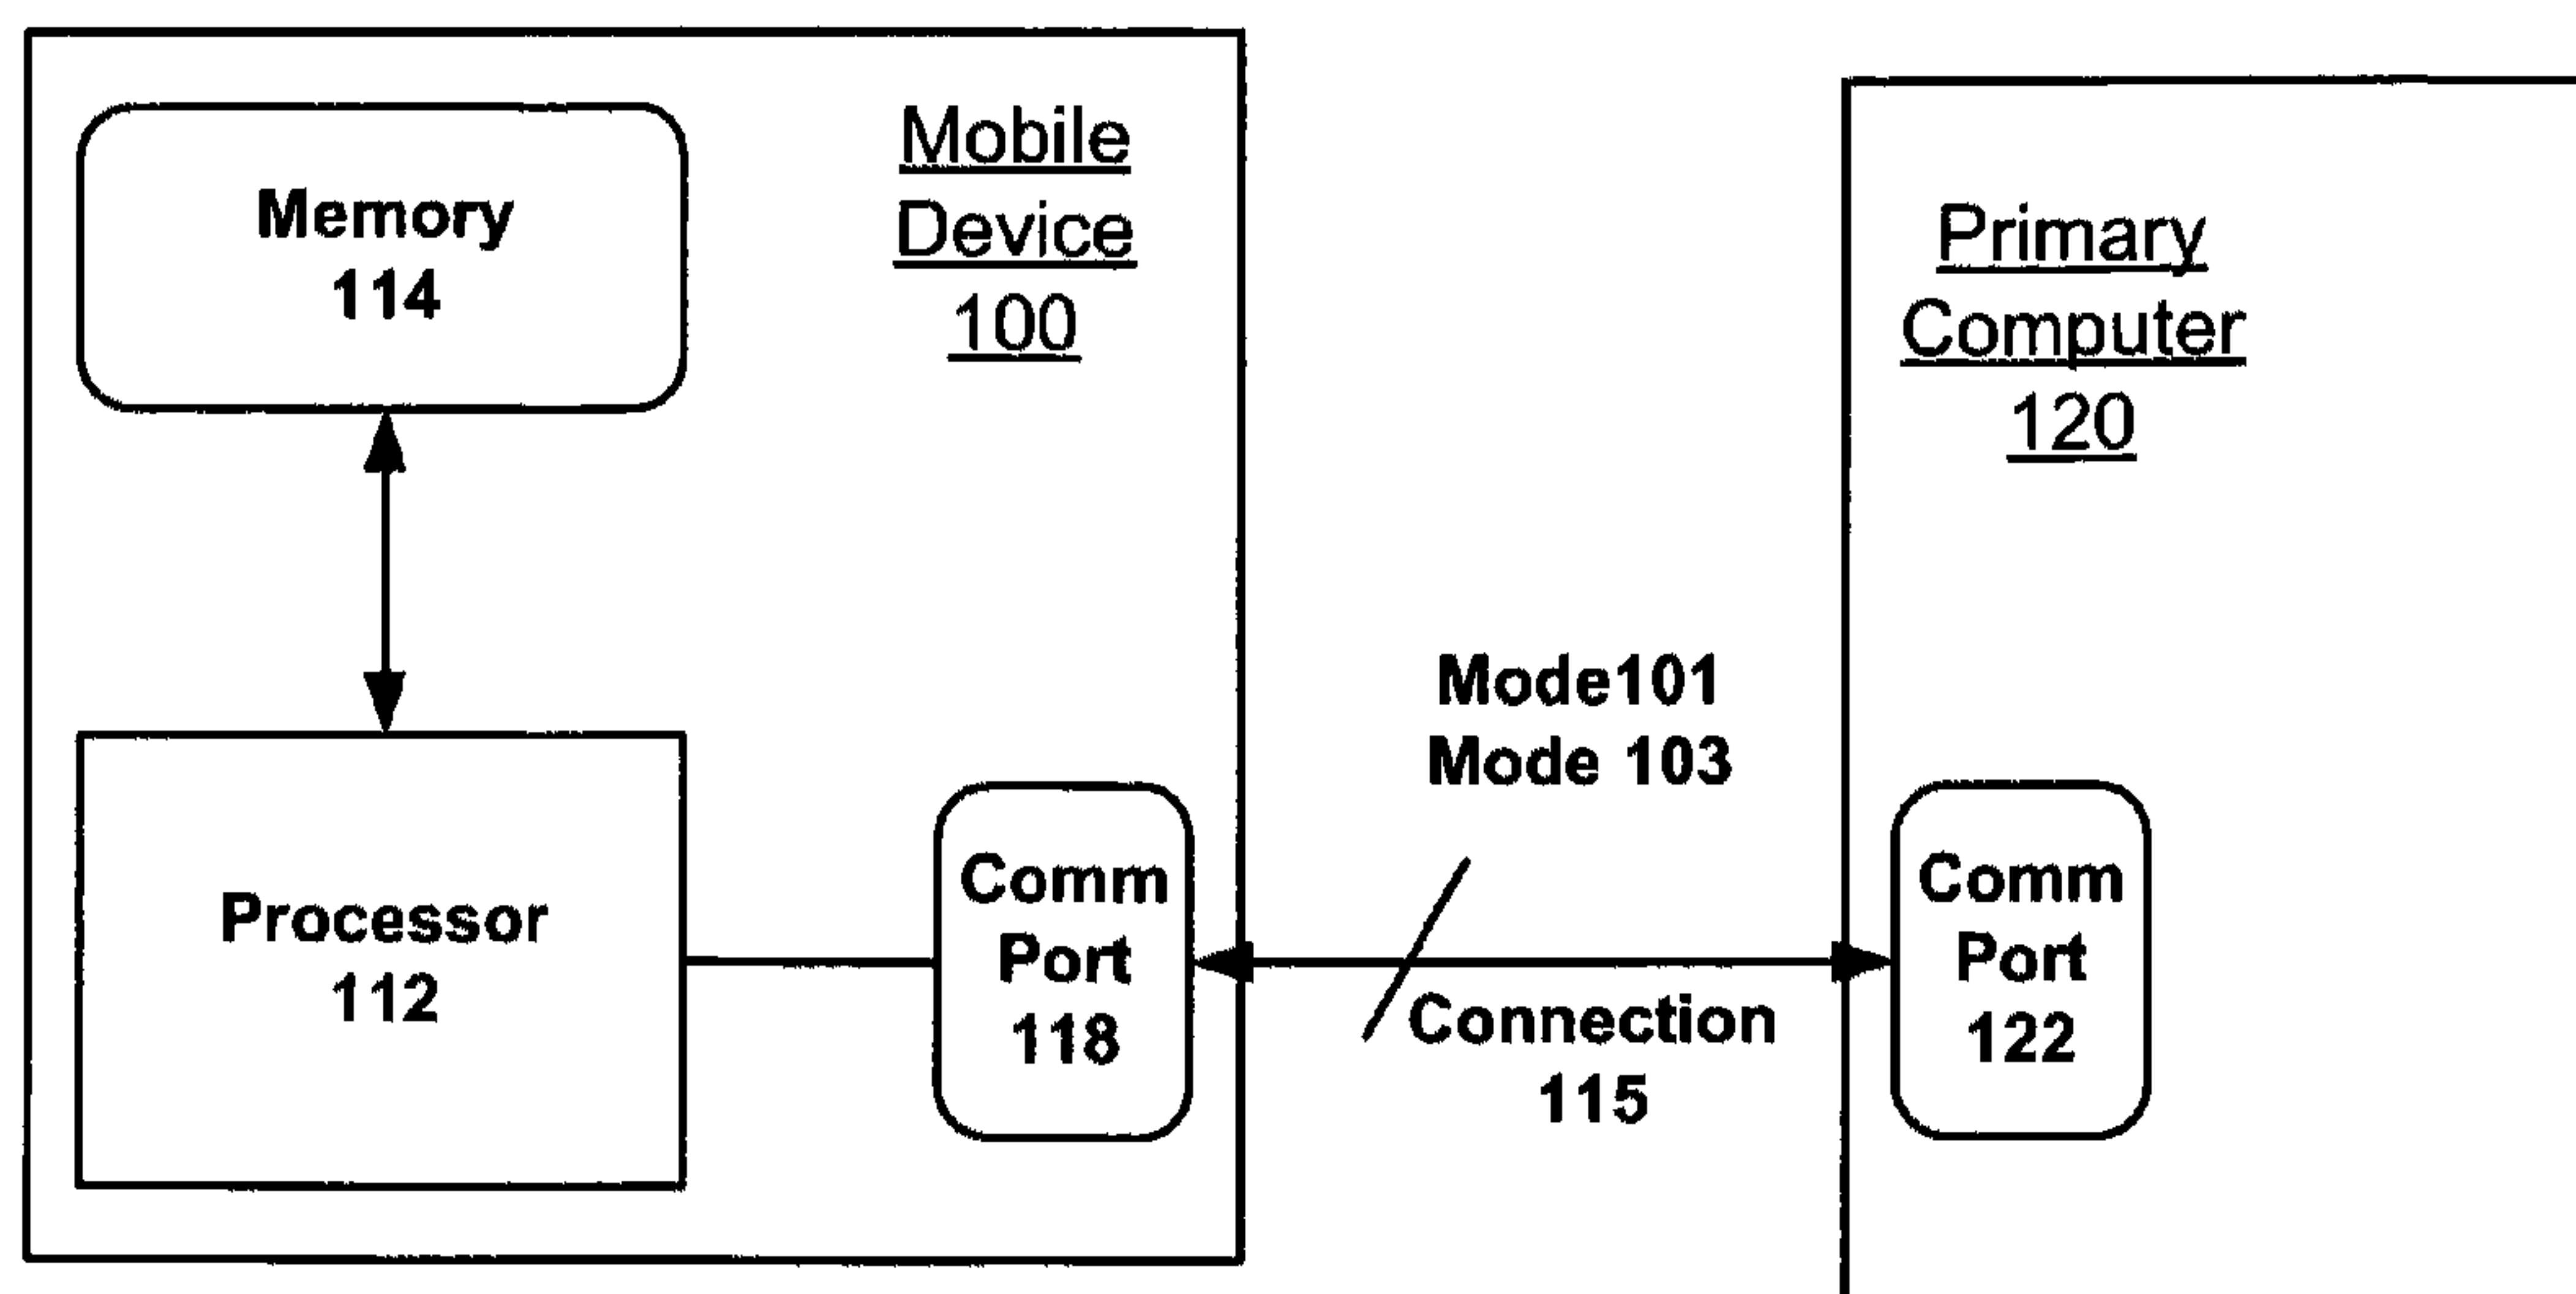 Mobile
Device
100
Memory
114
Processor
112
Comm
Port
118
Mode101
Mode 103
Connection
115
Primary
Computer
120
Comm
Port
122